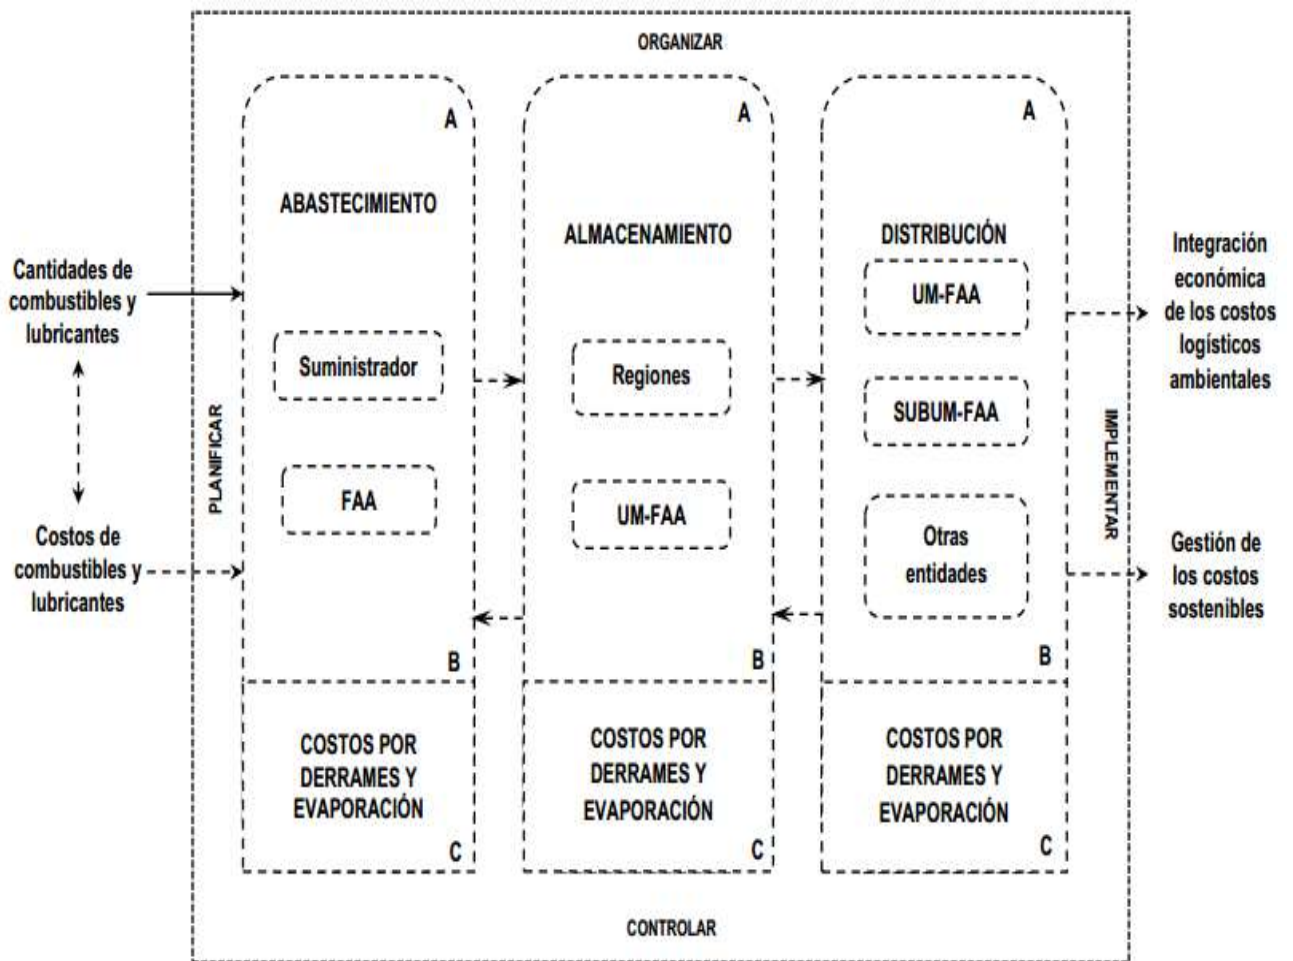 ORGANIZAR
Cantidades de
combustibles y
lubricantes
Costos de
combustibles y
lubricantes
PLANIFICAR
A
ABASTECIMIENTO
Suministrador
FAA
B
COSTOS POR
DERRAMES Y
EVAPORACIÓN
C
A
ALMACENAMIENTO
Regiones
UM-FAA
B
COSTOS POR
DERRAMES Y
EVAPORACIÓN
C
A
DISTRIBUCIÓN
UM-FAA
SUBUM-FAA
Otras
entidades
B
COSTOS POR
DERRAMES Y
EVAPORACIÓN
C
IMPLEMENTAR
Integración
económica
de los costos
logísticos
ambientales
Gestión de
los costos
sostenibles
CONTROLAR